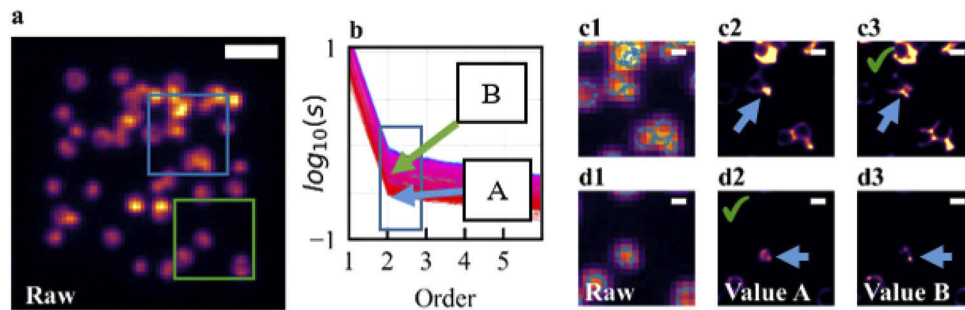 a
Raw
b
log10(s)
1
−1
1 2 3 4 5
Order
B
A
c1
c2
c3
d1
d2
d3
Raw
Value A
Value B